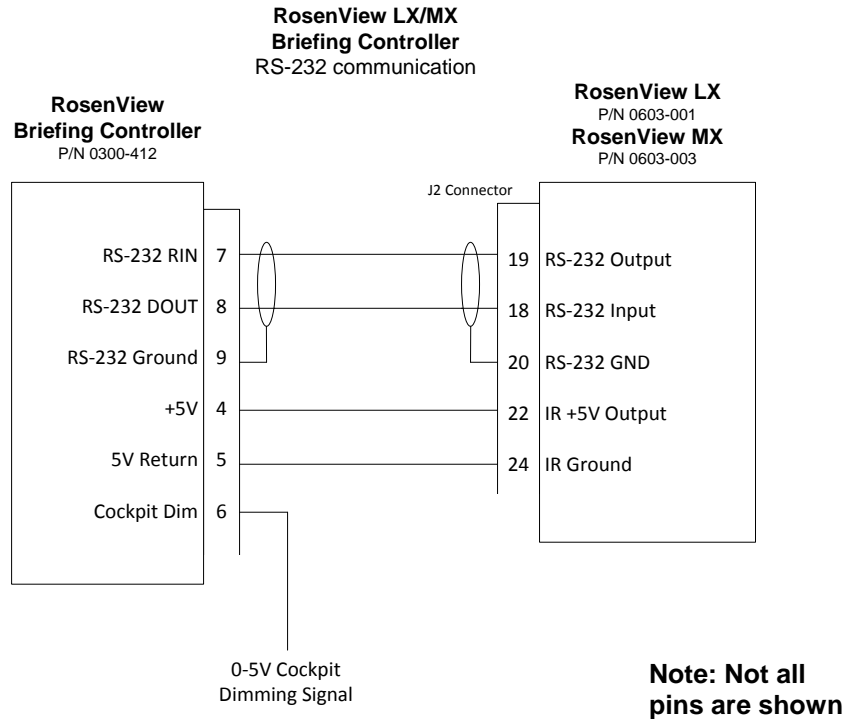 RosenView LX/MX
Briefing Controller
RS-232 communication
RosenView
Briefing Controller
P/N 0300-412
RosenView LX
P/N 0603-001
RosenView MX
P/N 0603-003
J2 Connector
RS-232 RIN 7
19 RS-232 Output
RS-232 DOUT 8
18 RS-232 Input
RS-232 Ground 9
20 RS-232 GND
+5V 4
22 IR +5V Output
5V Return 5
24 IR Ground
Cockpit Dim 6
0-5V Cockpit
Dimming Signal
Note: Not all
pins are shown